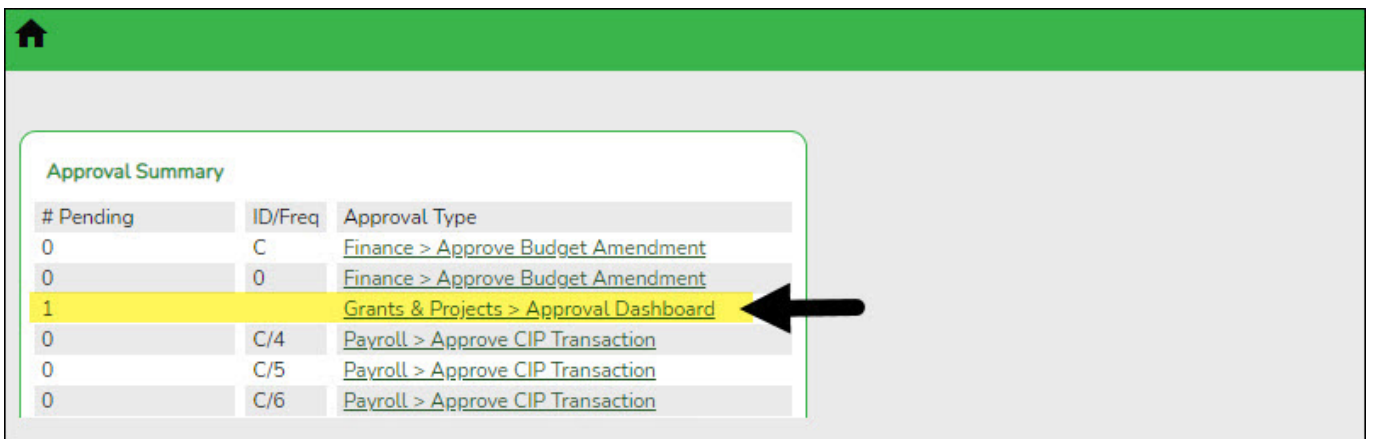 Approval Summary
# Pending ID/Freq Approval Type
0 C Finance > Approve Budget Amendment
0 0 Finance > Approve Budget Amendment
1 Grants & Projects > Approval Dashboard
0 C/4 Payroll > Approve CIP Transaction
0 C/5 Payroll > Approve CIP Transaction
0 C/6 Payroll > Approve CIP Transaction